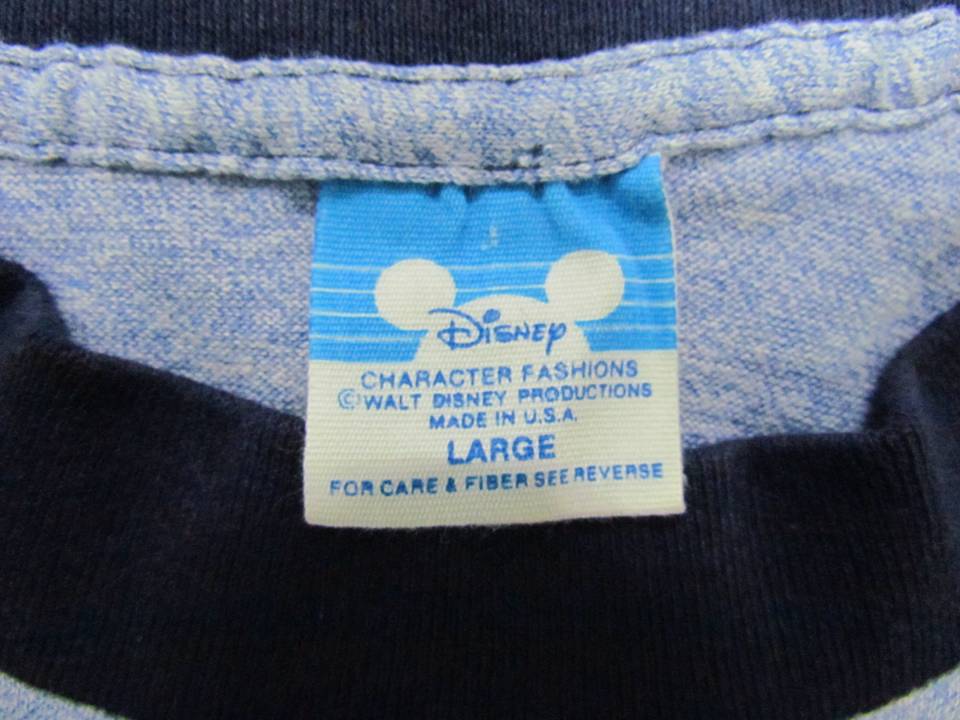 Disney
CHARACTER FASHIONS
© WALT DISNEY PRODUCTIONS
MADE IN U.S.A.
LARGE
FOR CARE & FIBER SEE REVERSE